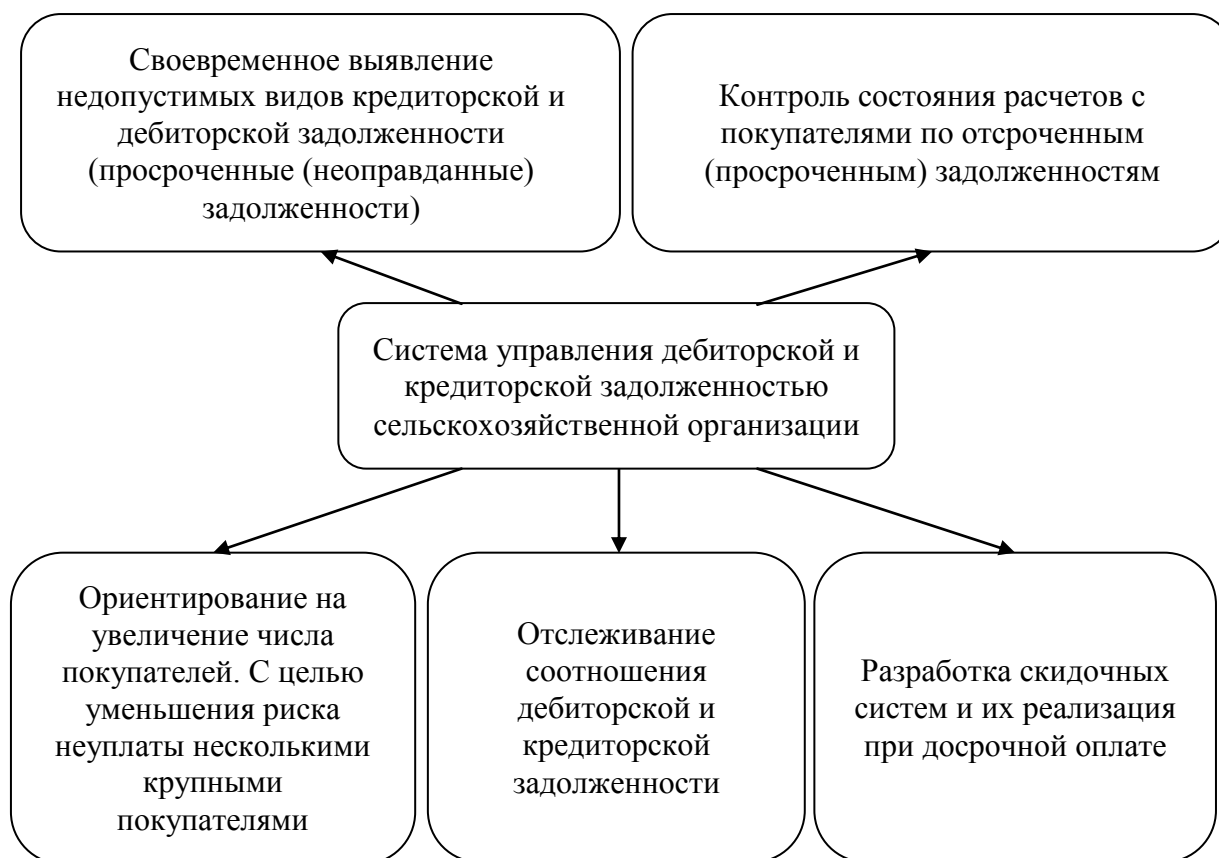 Своевременное выявление
недопустимых видов кредиторской и
дебиторской задолженности
(просроченные (неоправданные)
задолженности)
Контроль состояния расчетов с
покупателями по отсроченным
(просроченным) задолженностям
Система управления дебиторской и
кредиторской задолженностью
сельскохозяйственной организации
Ориентирование на
увеличение числа
покупателей. С целью
уменьшения риска
неуплаты несколькими
крупными
покупателями
Отслеживание
соотношения
дебиторской и
кредиторской
задолженности
Разработка скидочных
систем и их реализация
при досрочной оплате